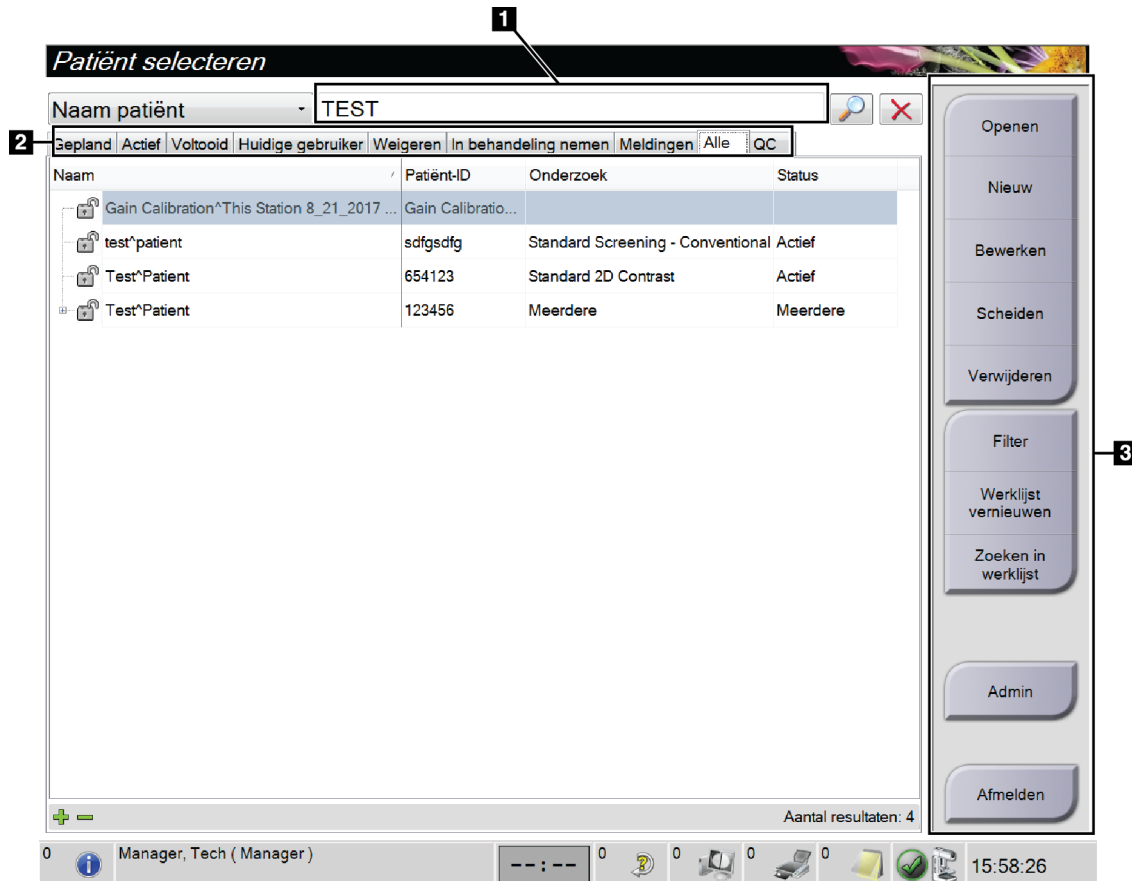 1
Patiënt selecteren
Naam patiënt TEST
2
Gepland Actief Voltooid Huidige gebruiker Weigeren In behandeling nemen Meldingen Alle QC
Naam Patiënt-ID Onderzoek Status
Gain Calibration^This Station 8_21_2017 ... Gain Calibratio...
test^patient sdfgsdfg Standard Screening - Conventional Actief
Test^Patient 654123 Standard 2D Contrast Actief
Test^Patient 123456 Meerdere Meerdere
Openen
Nieuw
Bewerken
Scheiden
Verwijderen
Filter
3
Werklijst
vernieuwen
Zoeken in
werklijst
Admin
Afmelden
Aantal resultaten: 4
0 Manager, Tech ( Manager ) --:-- 0 0 0 0 15:58:26